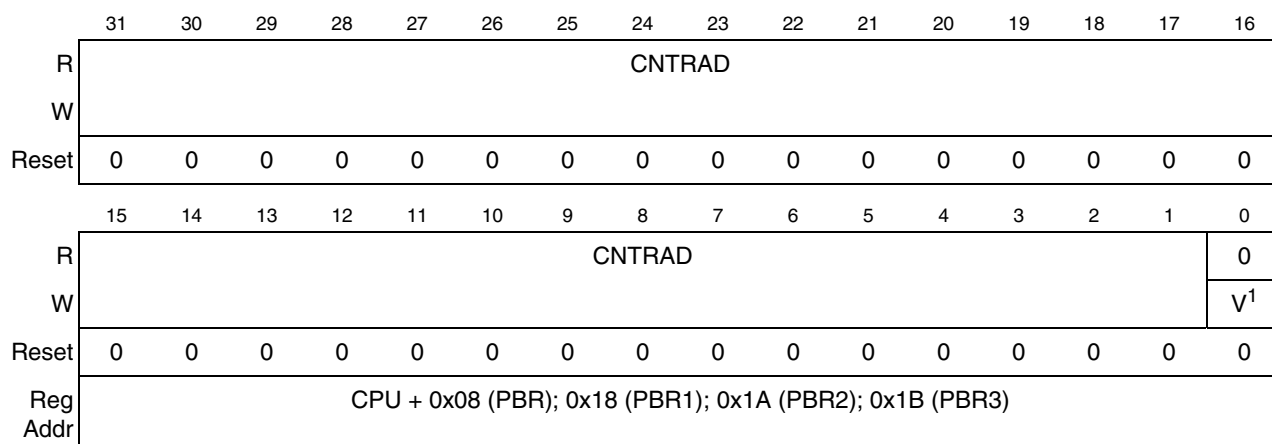 31 30 29 28 27 26 25 24 23 22 21 20 19 18 17 16
R CNTRAD
W
Reset 0 0 0 0 0 0 0 0 0 0 0 0 0 0 0 0
15 14 13 12 11 10 9 8 7 6 5 4 3 2 1 0
R CNTRAD 0
W V1
Reset 0 0 0 0 0 0 0 0 0 0 0 0 0 0 0 0
Reg CPU + 0x08 (PBR); 0x18 (PBR1); 0x1A (PBR2); 0x1B (PBR3)
Addr